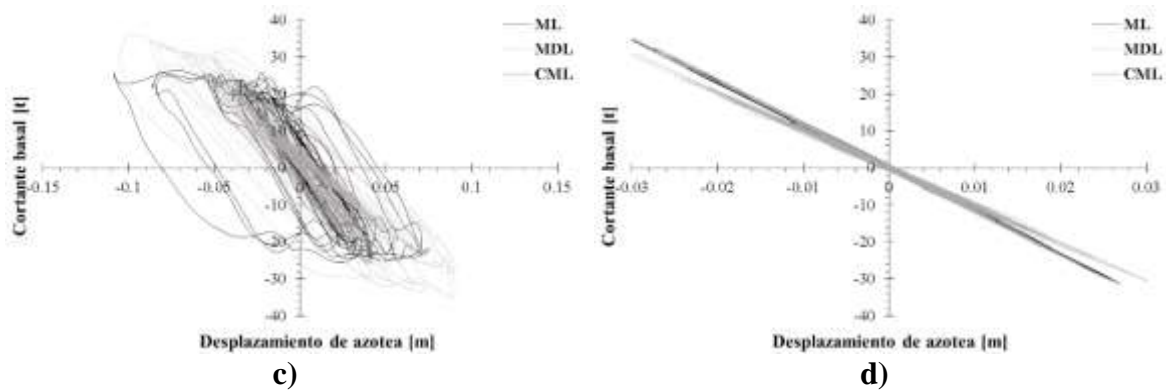 40
30
20
10
0
-10
-20
-30
-40
-0.15
-0.1
-0.05
0
0.05
0.1
0.15
Cortante basal [t]
Desplazamiento de azotea [m]
ML
MDL
CML
c)
40
30
20
10
0
-10
-20
-30
-40
-0.03
-0.02
-0.01
0
0.01
0.02
0.03
Cortante basal [t]
Desplazamiento de azotea [m]
ML
MDL
CML
d)